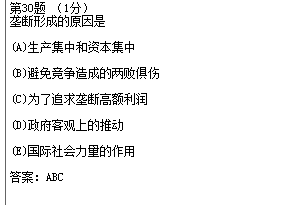 第30题 (1分)
垄断形成的原因是
(A)生产集中和资本集中
(B)避免竞争造成的两败俱伤
(C)为了追求垄断高额利润
(D)政府客观上的推动
(E)国际社会力量的作用
答案: ABC